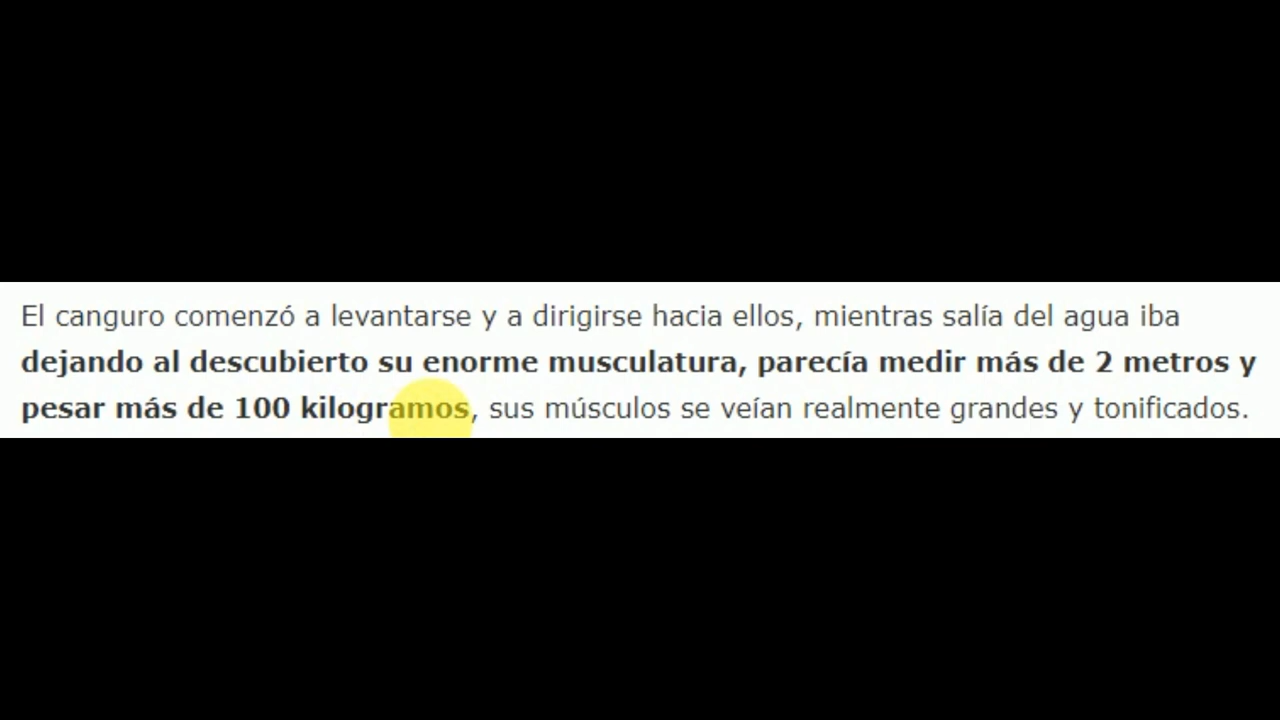 El canguro comenzó a levantarse y a dirigirse hacia ellos, mientras salía del agua iba
dejando al descubierto su enorme musculatura, parecía medir más de 2 metros y
pesar más de 100 kilogramos, sus músculos se veían realmente grandes y tonificados.